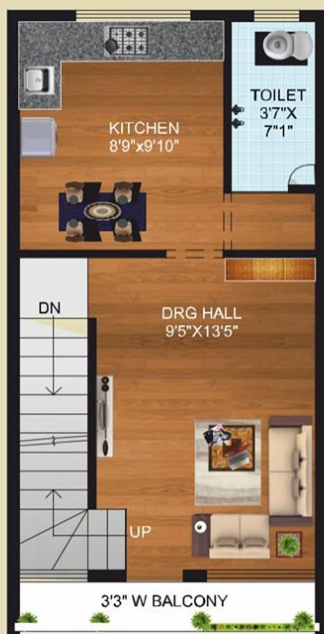 TOILET
3'7"X
7'1"
KITCHEN
8'9"x9'10"
DN
DRG HALL
9'5"X13'5"
UP
3'3" W BALCONY